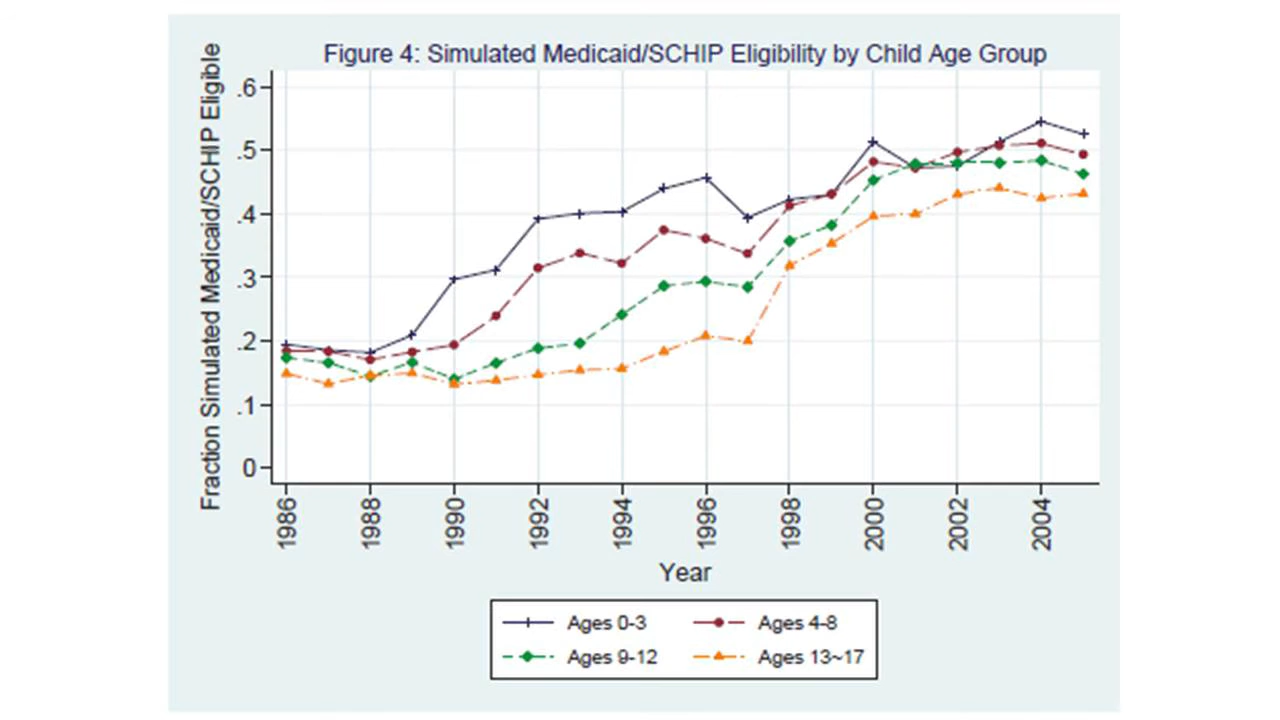 Figure 4: Simulated Medicaid/SCHIP Eligibility by Child Age Group
Fraction Simulated Medicaid/SCHIP Eligible
.6
.5
.4
.3
.2
.1
0
1986 1988 1990 1992 1994 1996 1998 2000 2002 2004
Year
Ages 0-3 Ages 4-8
Ages 9-12 Ages 13~17